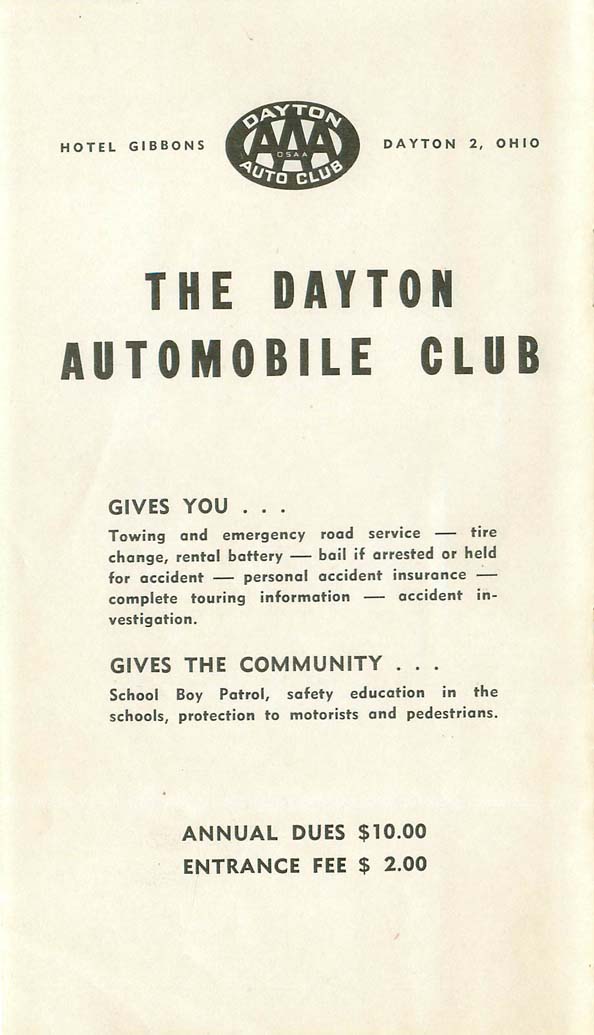 HOTEL GIBBONS
DAYTON
AAA
OSAA
AUTO CLUB
DAYTON 2, OHIO
THE DAYTON
AUTOMOBILE CLUB
GIVES YOU . . .
Towing and emergency road service — tire
change, rental battery — bail if arrested or held
for accident — personal accident insurance —
complete touring information — accident in-
vestigation.
GIVES THE COMMUNITY . . .
School Boy Patrol, safety education in the
schools, protection to motorists and pedestrians.
ANNUAL DUES $10.00
ENTRANCE FEE $ 2.00